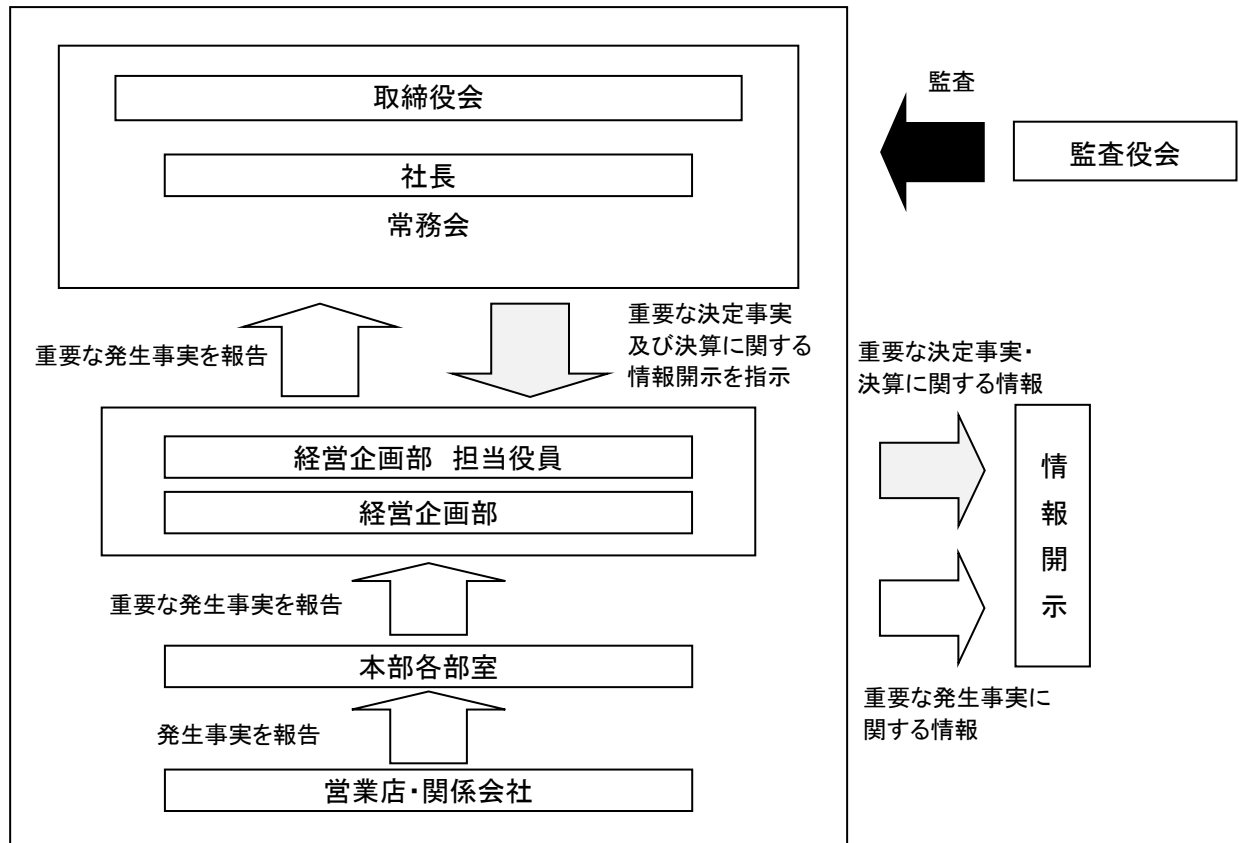 取締役会
社長
常務会
監査
監査役会
重要な発生事実を報告
重要な決定事実
及び決算に関する
情報開示を指示
経営企画部 担当役員
経営企画部
重要な発生事実を報告
本部各部室
発生事実を報告
営業店・関係会社
重要な決定事実・
決算に関する情報
情報開示
重要な発生事実に
関する情報